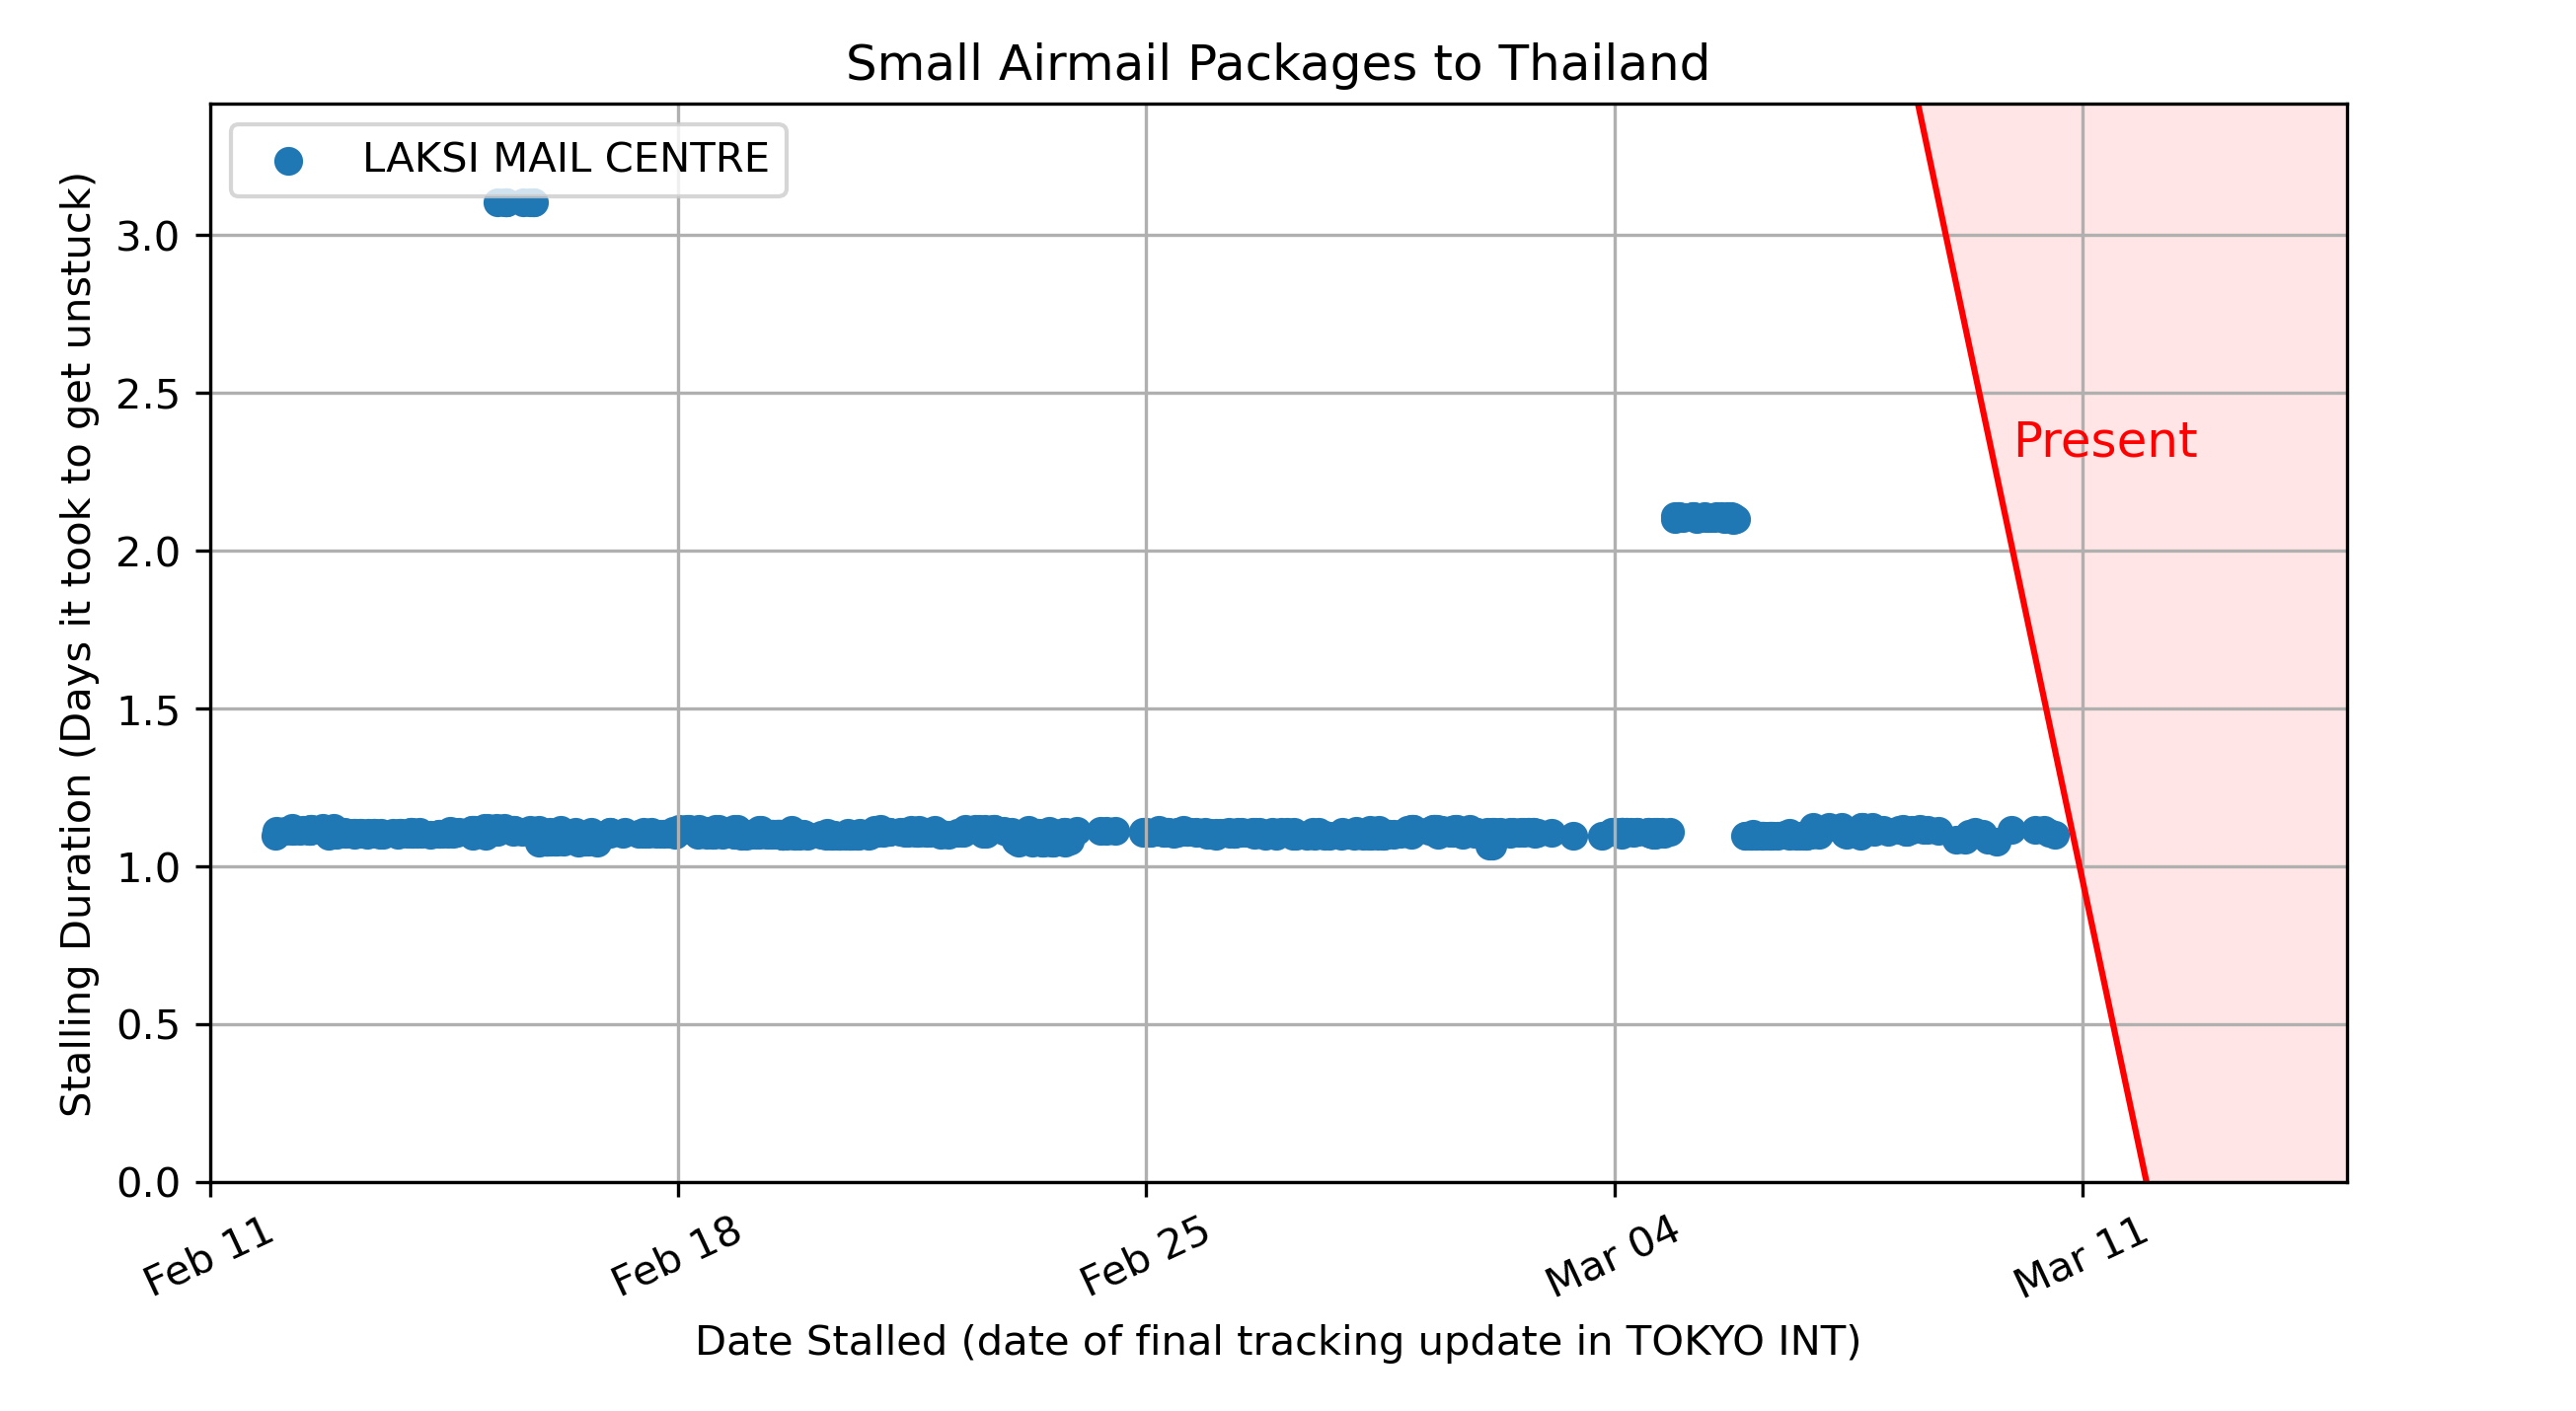 Small Airmail Packages to Thailand
LAKSI MAIL CENTRE
Stalling Duration (Days it took to get unstuck)
3.0
2.5
2.0
1.5
1.0
0.5
0.0
Present
Feb 11
Feb 18
Feb 25
Mar 04
Mar 11
Date Stalled (date of final tracking update in TOKYO INT)